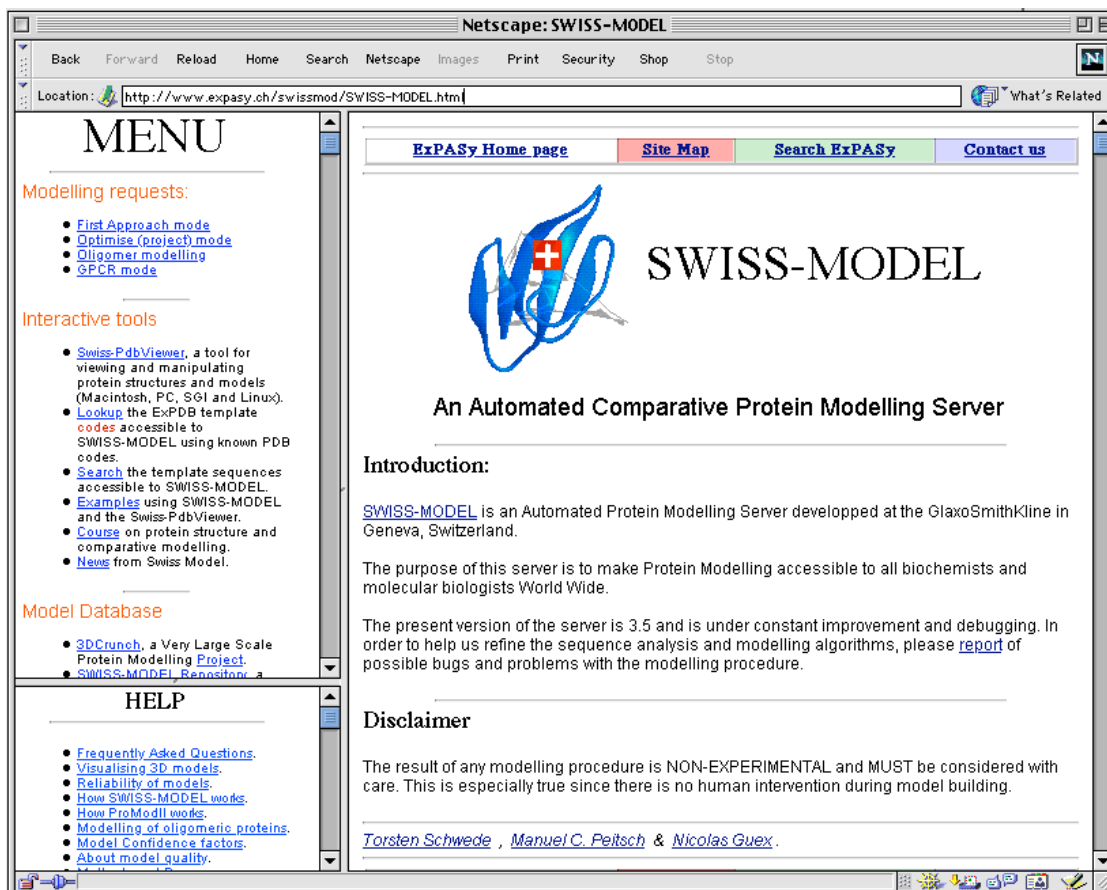 Netscape: SWISS-MODEL
Back Forward Reload Home Search Netscape Images Print Security Shop Stop
N
Location: http://www.expasy.ch/swissmod/SWISS-MODEL.html What's Related
MENU
Modelling requests:
First Approach mode
Optimise (project) mode
Oligomer modelling
GPCR mode
Interactive tools
Swiss-PdbViewer, a tool for
viewing and manipulating
protein structures and models
(Macintosh, PC, SGI and Linux).
Lookup the ExPDB template
codes accessible to
SWISS-MODEL using known PDB
codes.
Search the template sequences
accessible to SWISS-MODEL.
Examples using SWISS-MODEL
and the Swiss-PdbViewer.
Course on protein structure and
comparative modelling.
News from Swiss Model.
Model Database
3DCrunch, a Very Large Scale
Protein Modelling Project.
SWISS-MODEL Repository a
HELP
Frequently Asked Questions.
Visualising 3D models.
Reliability of models.
How SWISS-MODEL works.
How ProModII works.
Modelling of oligomeric proteins.
Model Confidence factors.
About model quality.
ExPASy Home page Site Map Search ExPASy Contact us
SWISS-MODEL
An Automated Comparative Protein Modelling Server
Introduction:
SWISS-MODEL is an Automated Protein Modelling Server developped at the GlaxoSmithKline in
Geneva, Switzerland.
The purpose of this server is to make Protein Modelling accessible to all biochemists and
molecular biologists World Wide.
The present version of the server is 3.5 and is under constant improvement and debugging. In
order to help us refine the sequence analysis and modelling algorithms, please report of
possible bugs and problems with the modelling procedure.
Disclaimer
The result of any modelling procedure is NON-EXPERIMENTAL and MUST be considered with
care. This is especially true since there is no human intervention during model building.
Torsten Schwede , Manuel C. Peitsch & Nicolas Guex .